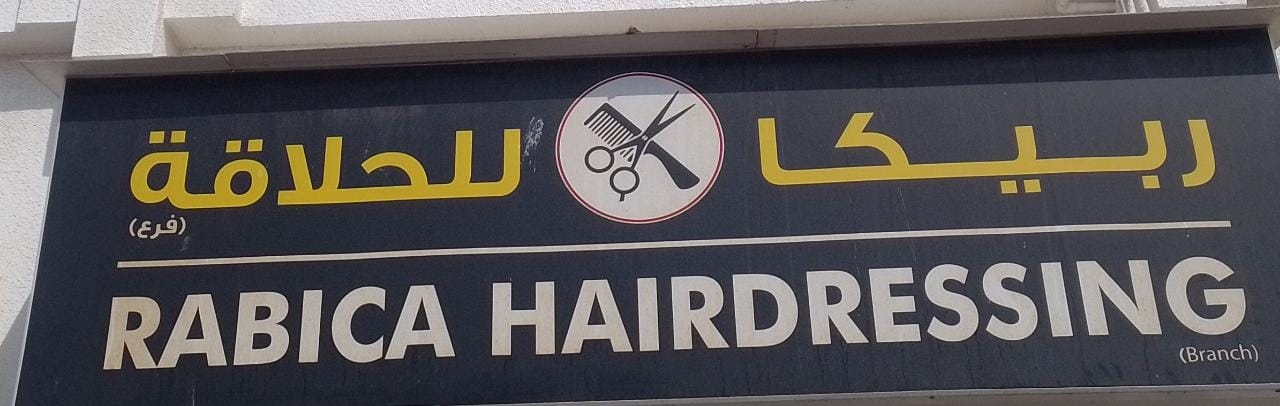 ربيكا للحلاقة
(فرع)
RABICA HAIRDRESSING
(Branch)